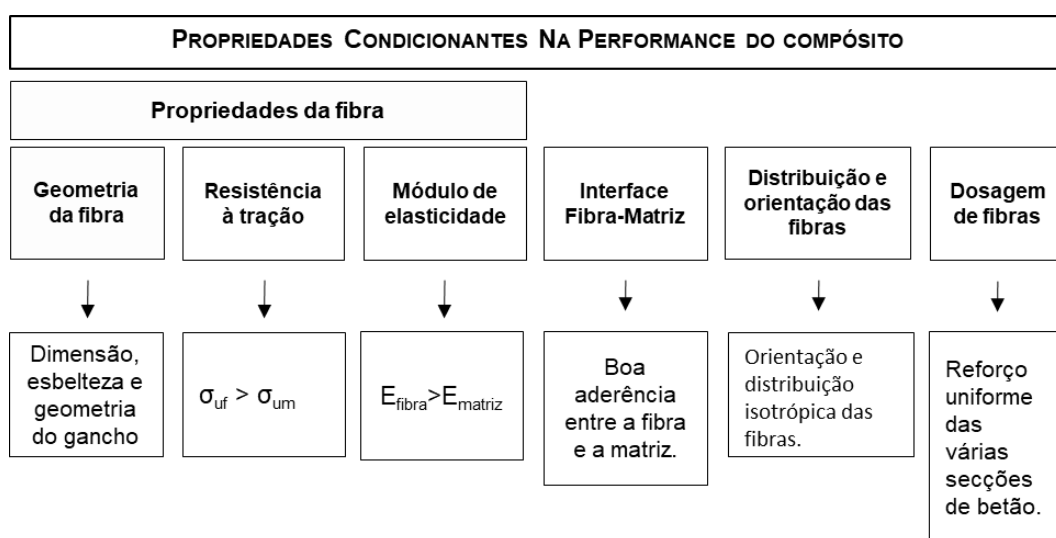 PROPRIEDADES CONDICIONANTES NA PERFORMANCE DO COMPÓSITO
Propriedades da fibra
Geometria
da fibra
Resistência
à tração
Módulo de
elasticidade
Interface
Fibra-Matriz
Distribuição e
orientação das
fibras
Dosagem
de fibras
Dimensão,
esbelteza e
geometria
do gancho
σuf > σum
Efibra>Ematriz
Boa
aderência
entre a fibra
e a matriz.
Orientação e
distribuição
isotrópica das
fibras.
Reforço
uniforme
das
várias
secções
de betão.